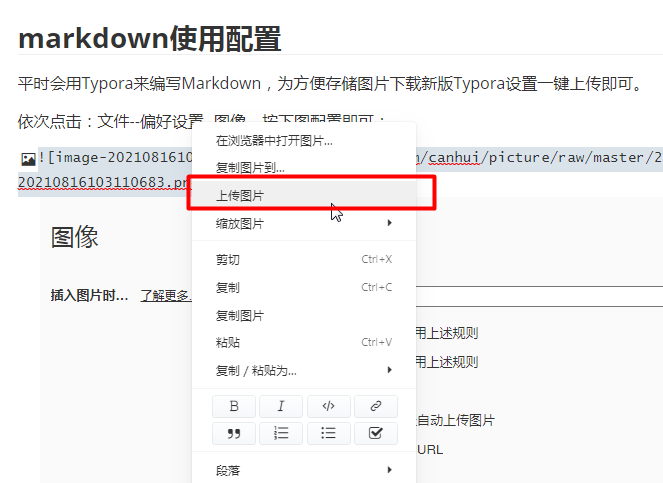 markdown使用配置
平时会用Typora来编写Markdown，为方便存储图片下载新版Typora设置一键上传即可。
依次点击：文件--偏好设置--图像，按下图配置即可：
![image-2021081610 m/canhui/picture/raw/master/2
20210816103110683.pn
在浏览器中打开图片...
复制图片到...
上传图片
缩放图片
图像
剪切 Ctrl+X
插入图片时... 了解更多
复制 Ctrl+C
复制图片
用上述规则
粘贴 Ctrl+V
用上述规则
复制 / 粘贴为...
B I </>
自动上传图片
URL
段落